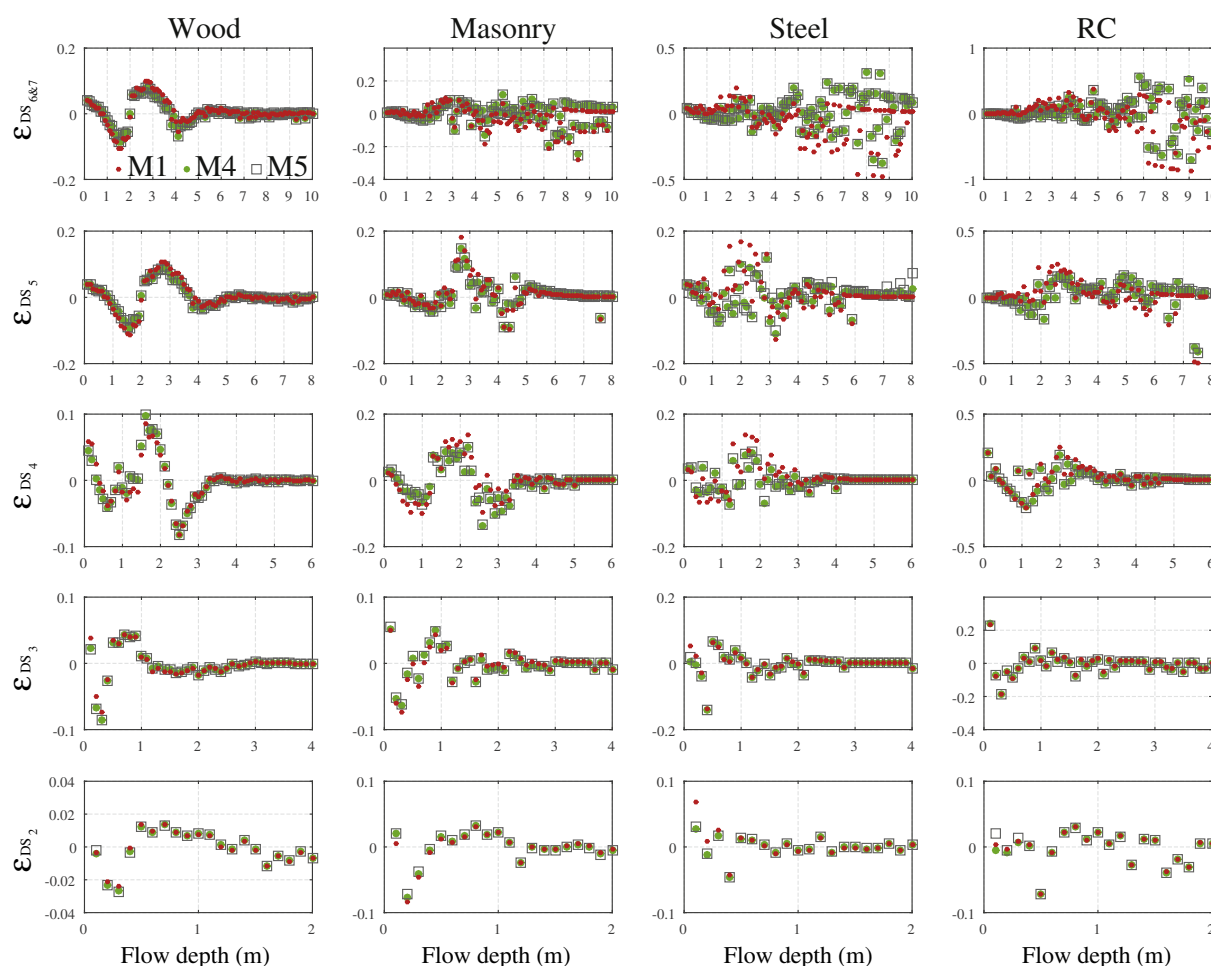 Wood Masonry Steel RC
0.2 0.4 0.5 1
0.2
0 0 0 0
-0.2
-0.2 -0.4 -0.5 -1
εDS6&7
M1 M4 M5
0 1 2 3 4 5 6 7 8 9 10 0 1 2 3 4 5 6 7 8 9 10 0 1 2 3 4 5 6 7 8 9 10 0 1 2 3 4 5 6 7 8 9 10
0.2 0.2 0.2 0.5
0 0 0 0
-0.2 -0.2 -0.2 -0.5
εDS5
0 1 2 3 4 5 6 7 8 0 1 2 3 4 5 6 7 8 0 1 2 3 4 5 6 7 8 0 1 2 3 4 5 6 7 8
0.1 0.2 0.2 0.5
0 0 0 0
-0.1 -0.2 -0.2 -0.5
εDS4
0 1 2 3 4 5 6 0 1 2 3 4 5 6 0 1 2 3 4 5 6 0 1 2 3 4 5 6
0.1 0.1 0.2
0.2
0 0 0 0
-0.2
-0.1 -0.1 -0.2 -0.4
εDS3
0 1 2 3 4 0 1 2 3 4 0 1 2 3 4 0 1 2 3 4
0.04 0.1 0.1 0.1
0.02
0 0 0 0
-0.02
-0.04 -0.1 -0.1 -0.1
εDS2
0 1 2 0 1 2 0 1 2 0 1 2
Flow depth (m) Flow depth (m) Flow depth (m) Flow depth (m)